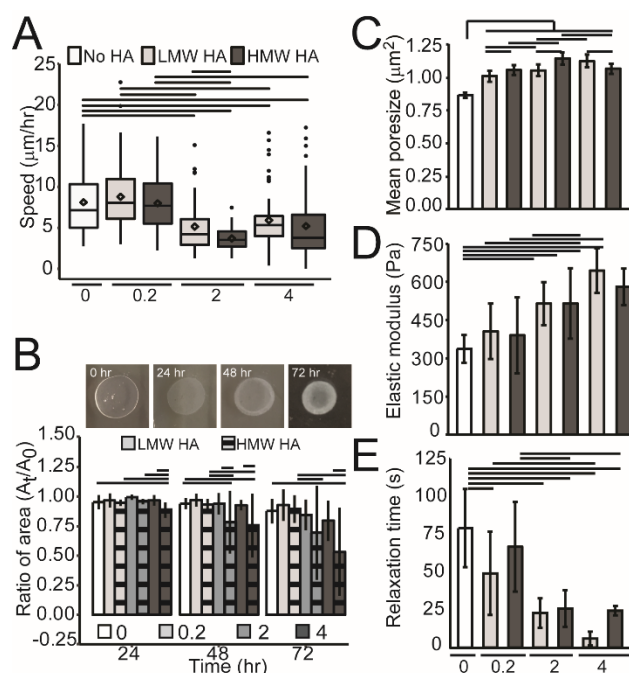 A
No HA LMW HA HMW HA
Speed (μm/hr)
25
20
15
10
5
0
0 0.2 2 4
B
0 hr 24 hr 48 hr 72 hr
LMW HA HMW HA
Ratio of area (At/A0)
1.50
1.25
1.00
0.75
0.50
0.25
0.00
-0.25
0 0.2 2 4
24 48 72
Time (hr)
C
Mean poresize (μm²)
1.25
1.00
0.75
0.50
0.25
0.00
D
Elastic modulus (Pa)
750
600
450
300
150
0
E
Relaxation time (s)
125
100
75
50
25
0
0 0.2 2 4